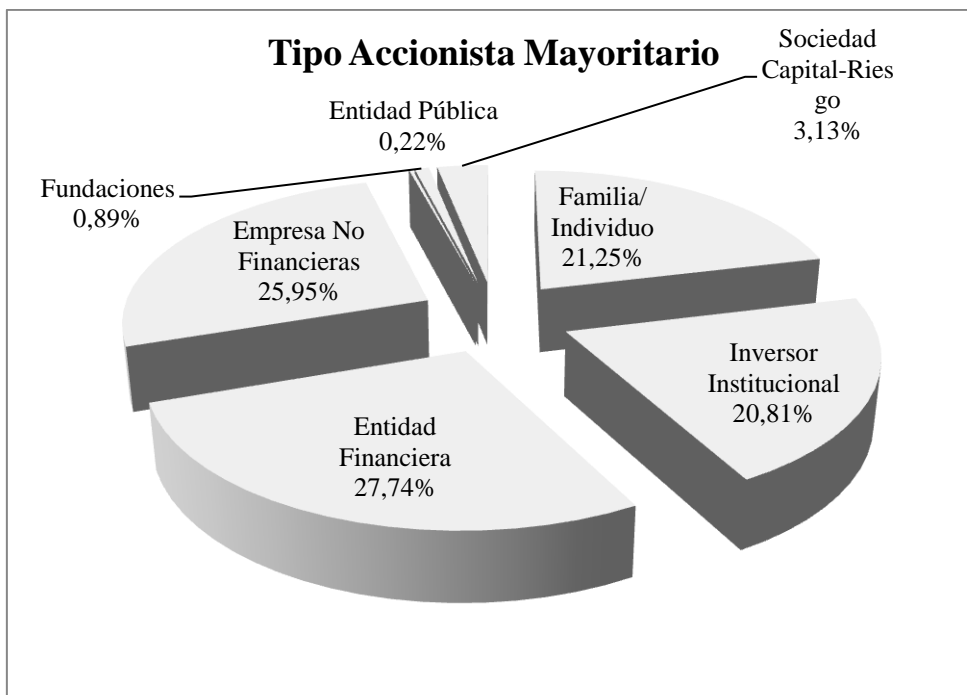 Tipo Accionista Mayoritario
Sociedad
Capital-Ries
go
3,13%
Entidad Pública
0,22%
Fundaciones
0,89%
Familia/
Individuo
21,25%
Empresa No
Financieras
25,95%
Inversor
Institucional
20,81%
Entidad
Financiera
27,74%